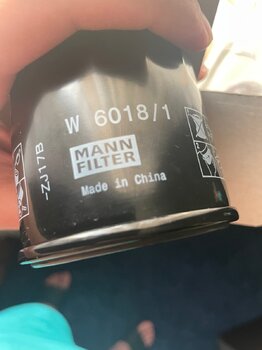 W 6018/1
MANN
FILTER
Made in China
-ZJ17B